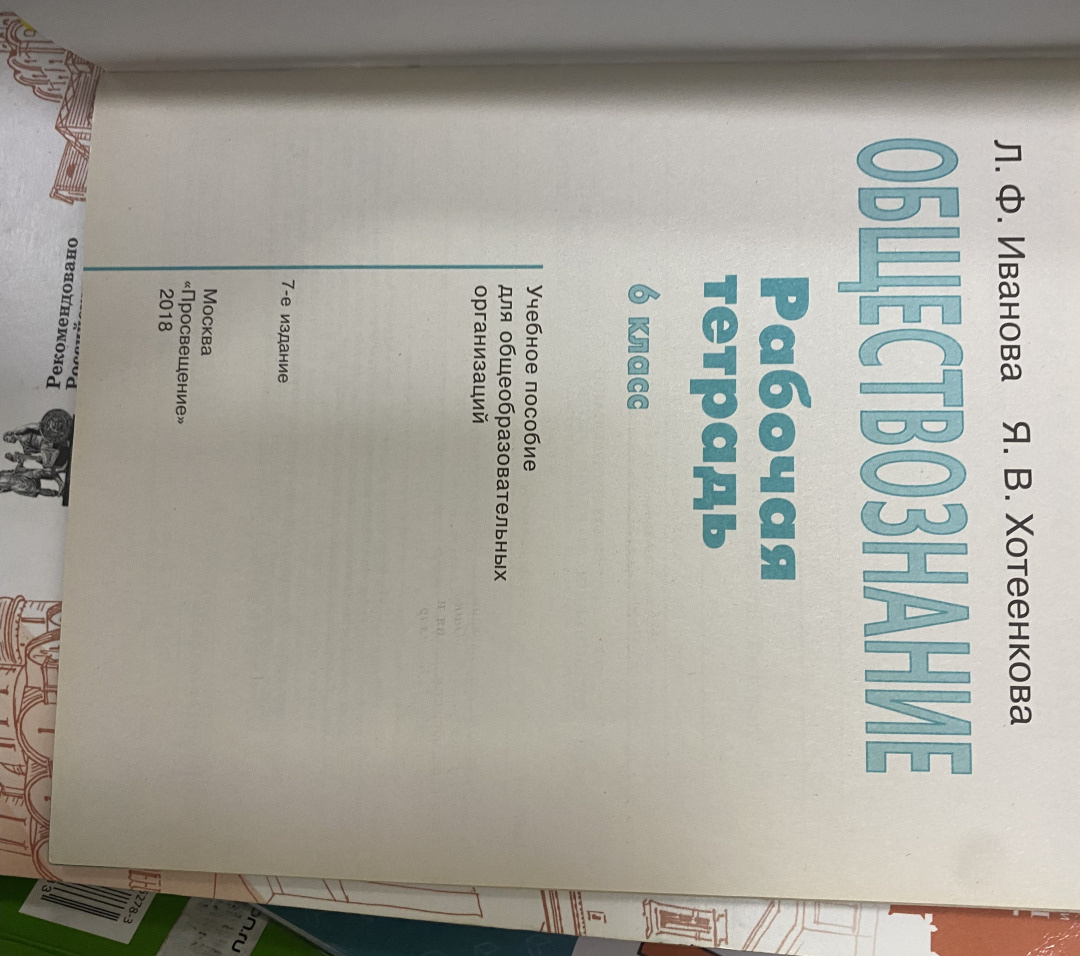 Л. Ф. Иванова Я. В. Хотеенкова
ОБЩЕСТВОЗНАНИЕ
Рабочая
тетрадь
6 класс
Учебное пособие
для общеобразовательных
организаций
7-е издание
Москва
«Просвещение»
2018
Рекомендовано